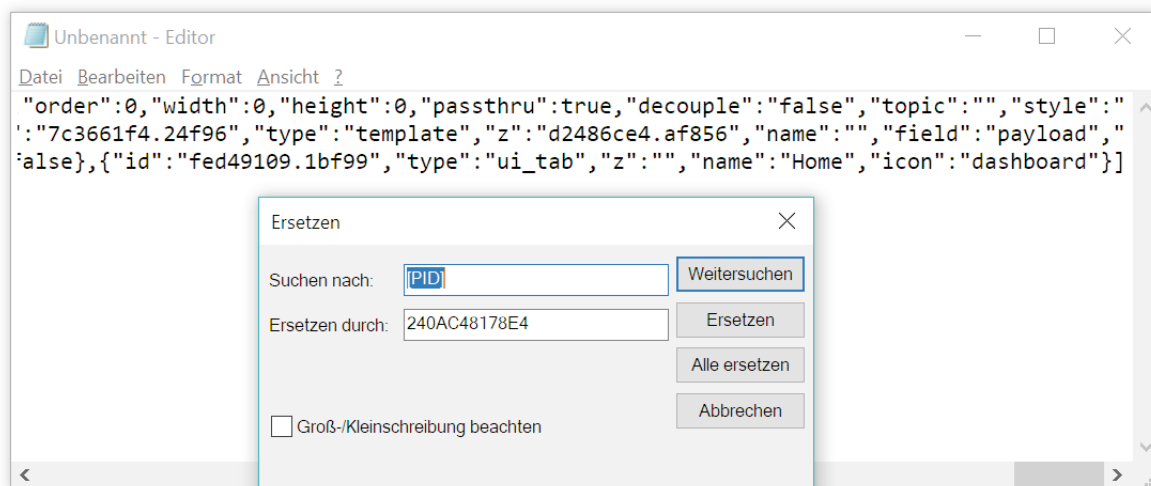 Unbenannt - Editor
Datei Bearbeiten Format Ansicht ?
"order":0,"width":0,"height":0,"passthru":true,"decouple":"false","topic":"","style":"
':"7c3661f4.24f96","type":"template","z":"d2486ce4.af856","name":"","field":"payload","
false},{"id":"fed49109.1bf99","type":"ui_tab","z":"","name":"Home","icon":"dashboard"}]
Ersetzen
Suchen nach: [PID] Weitersuchen
Ersetzen durch: 240AC48178E4 Ersetzen
Alle ersetzen
Abbrechen
Groß-/Kleinschreibung beachten